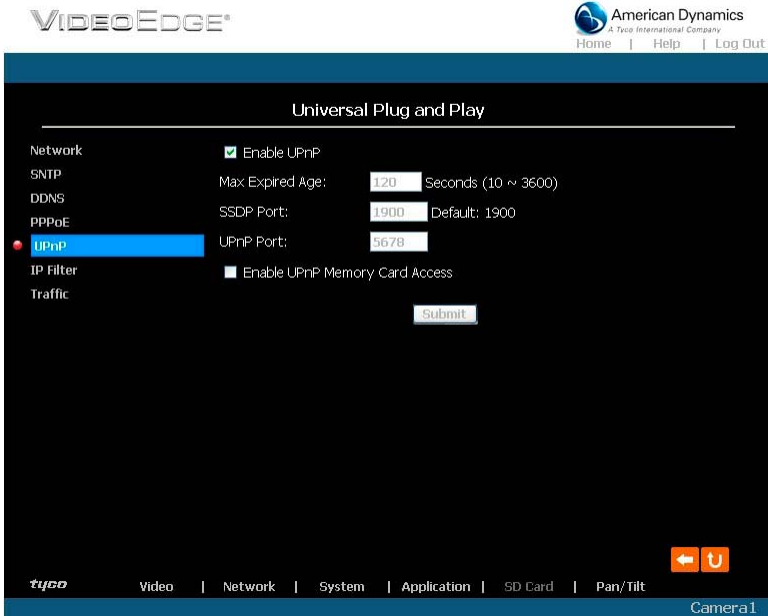 VIDEOEDGE®
American Dynamics
A Tyco International Company
Home | Help | Log Out
Universal Plug and Play
Network
SNTP
DDNS
PPPoE
UPnP
IP Filter
Traffic
Enable UPnP
Max Expired Age: 120 Seconds (10 ~ 3600)
SSDP Port: 1900 Default: 1900
UPnP Port: 5678
Enable UPnP Memory Card Access
Submit
tyco Video | Network | System | Application | SD Card | Pan/Tilt
Camera1